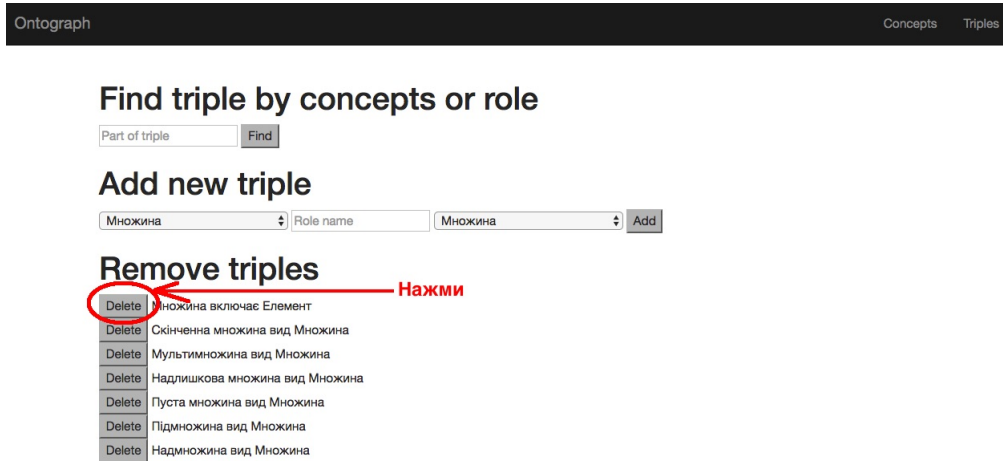 Ontograph Concepts Triples
Find triple by concepts or role
Part of triple Find
Add new triple
Множина Role name Множина Add
Remove triples
Нажми
Delete Множина включає Елемент
Delete Скінченна множина вид Множина
Delete Мультимножина вид Множина
Delete Надлишкова множина вид Множина
Delete Пуста множина вид Множина
Delete Підмножина вид Множина
Delete Надмножина вид Множина